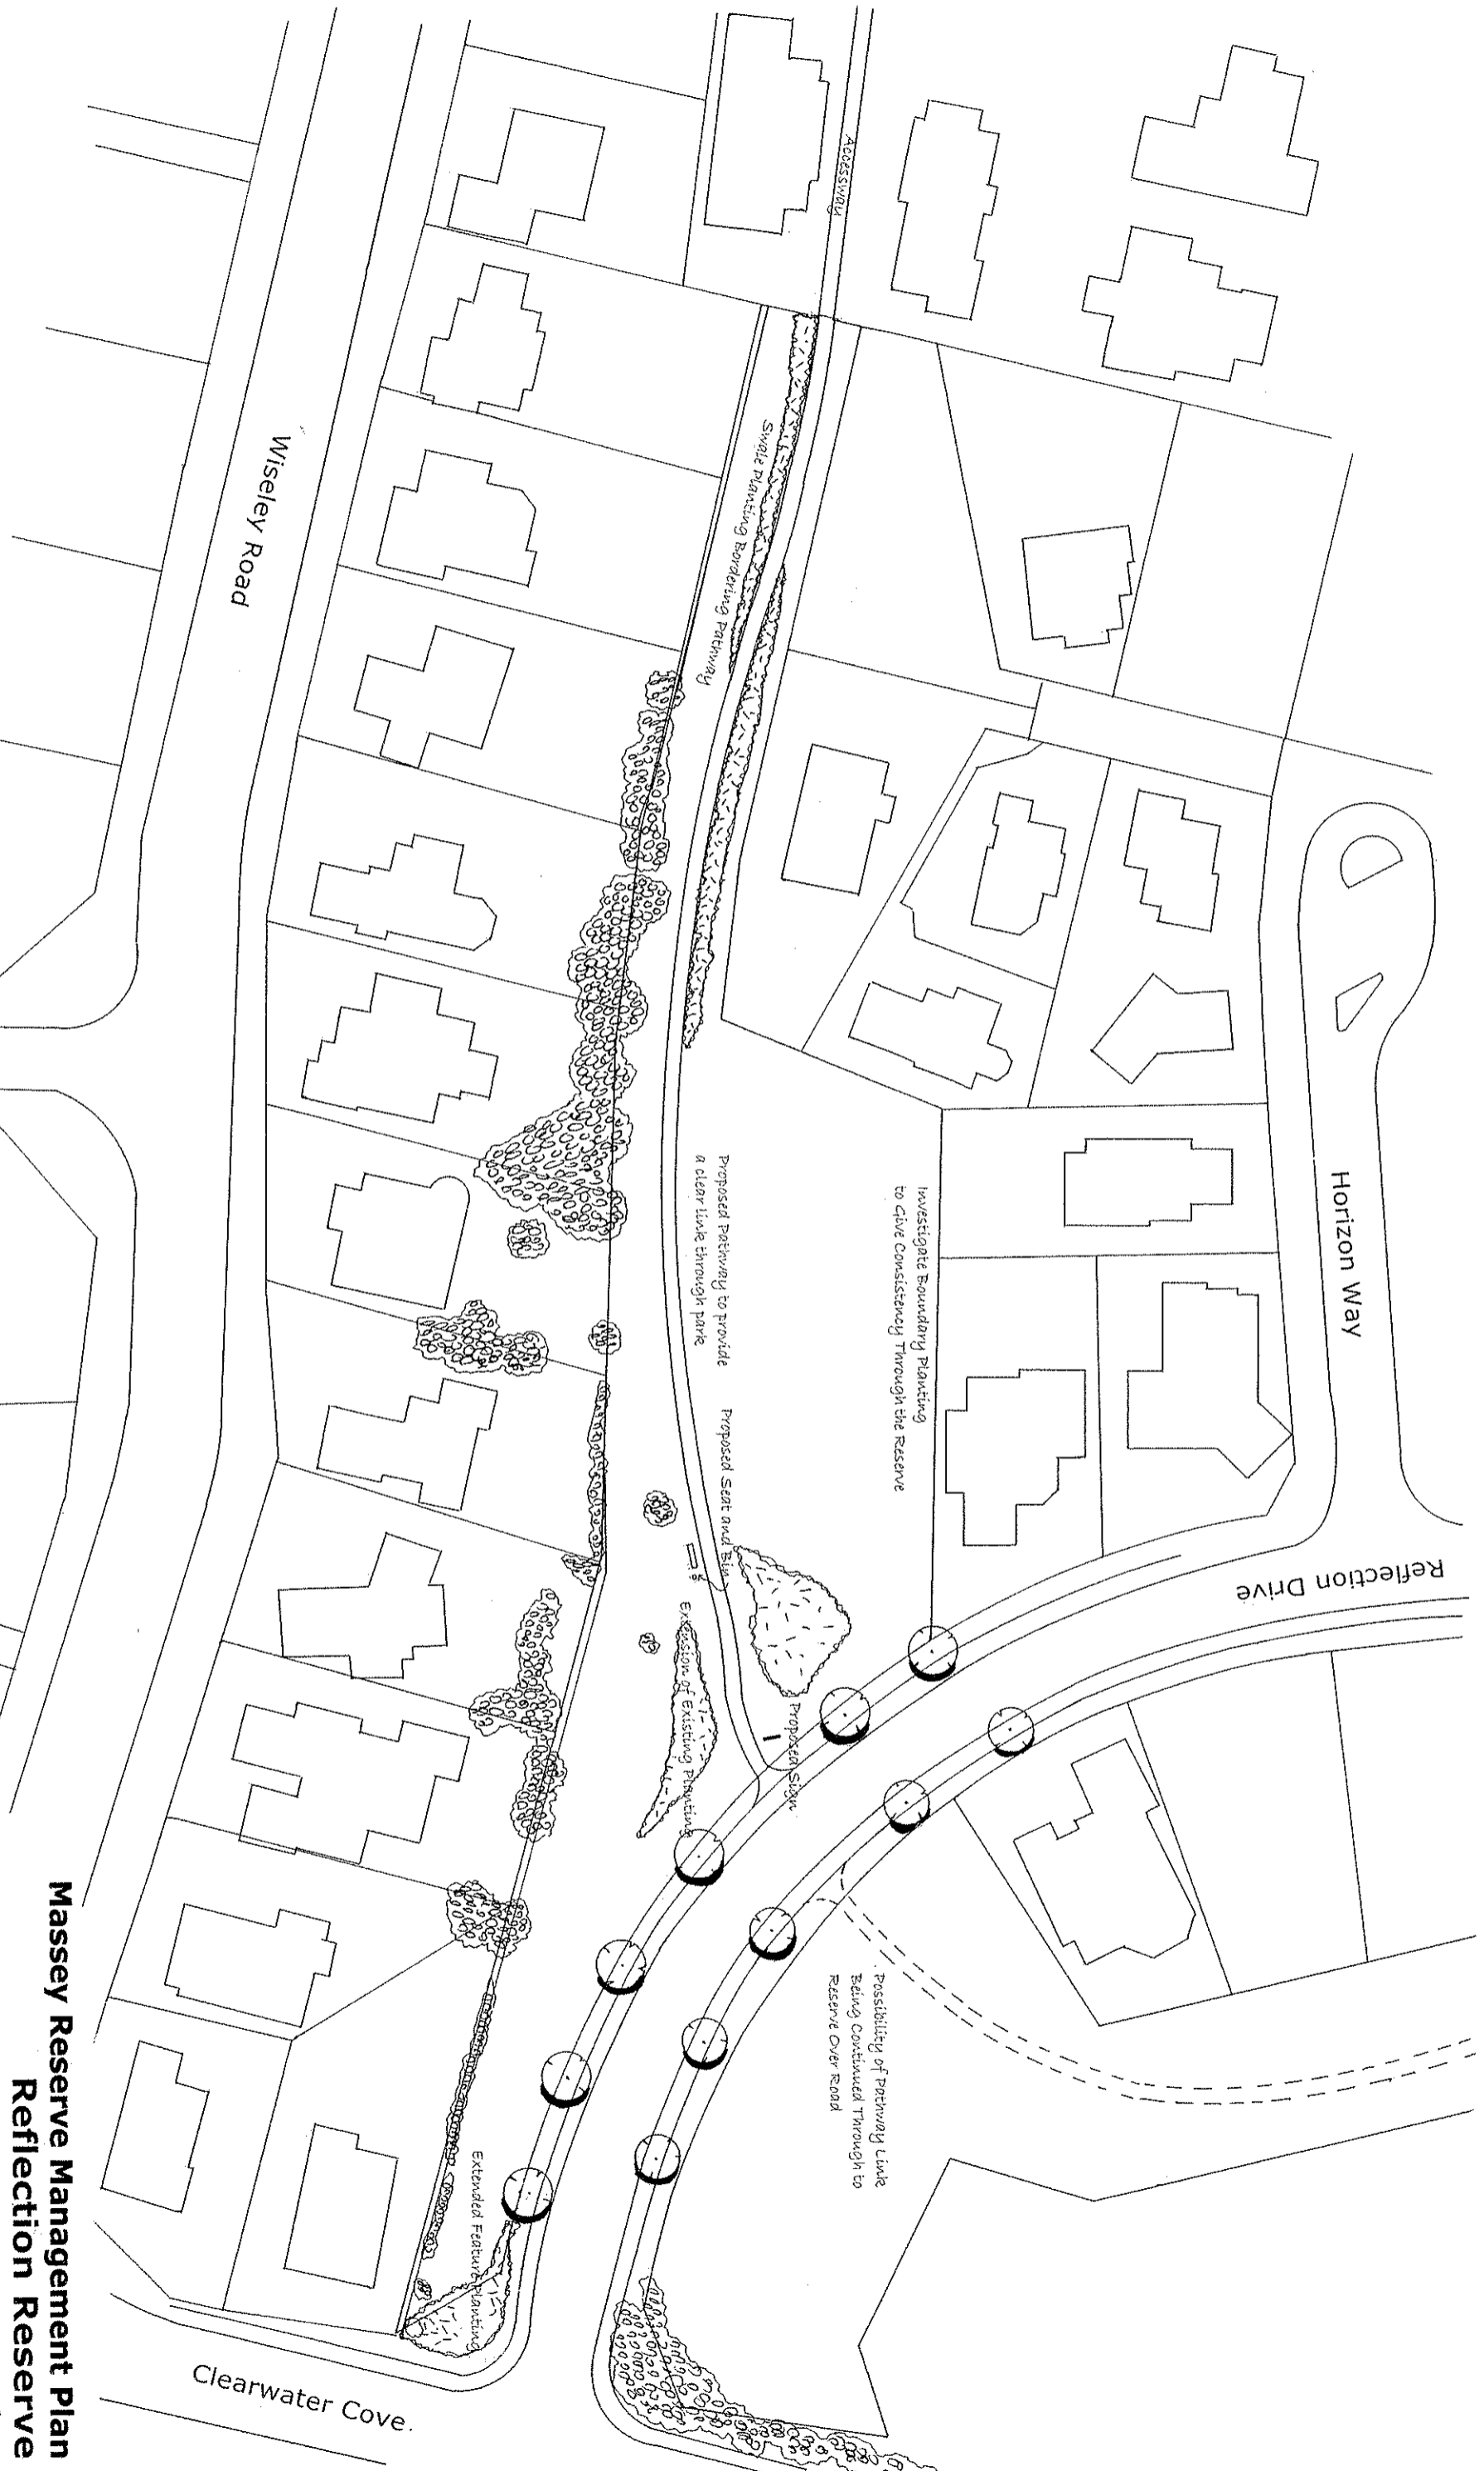 Accessway
Swale Planting Bordering Pathway
Wiseley Road
Horizon Way
Reflection Drive
Investigate Boundary Planting
to Give Consistency Through the Reserve
Proposed Pathway to provide
a clear link through park
Proposed Seat and Bin
Extension of Existing Planting
Proposed Sign
Possibility of Pathway Link
Being Continued Through to
Reserve Over Road
Extended Feature Planting
Clearwater Cove.
Massey Reserve Management Plan
Reflection Reserve